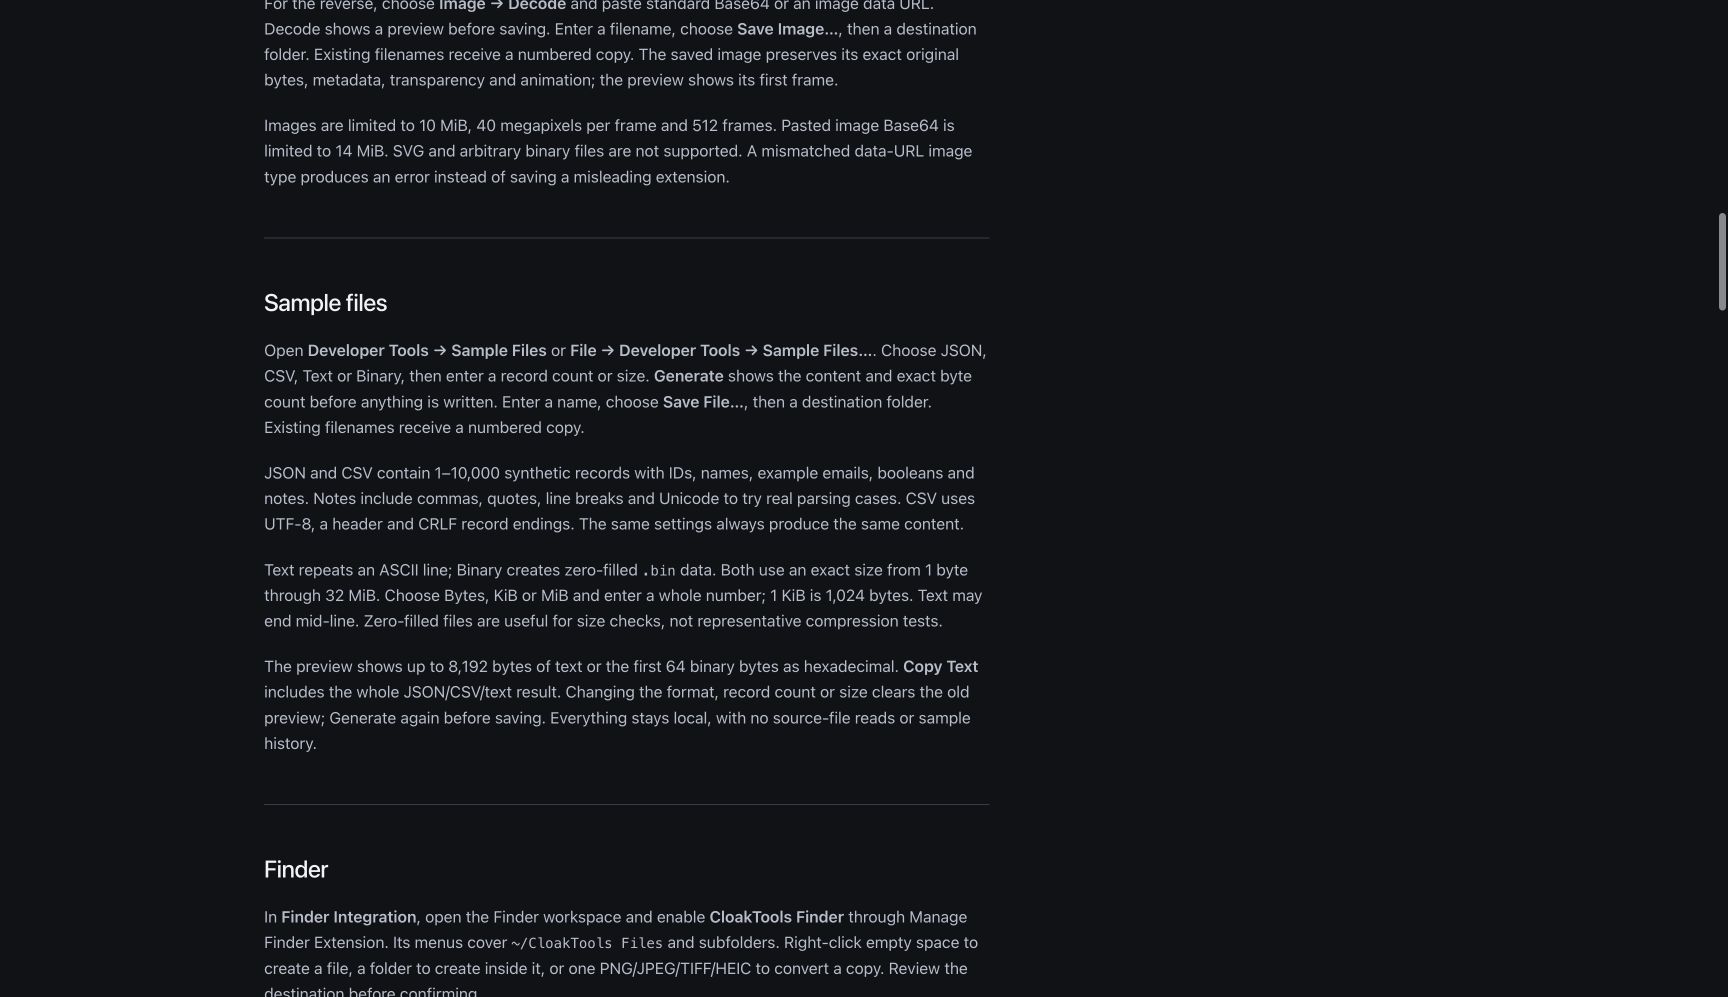 For the reverse, choose Image → Decode and paste standard Base64 or an image data URL.
Decode shows a preview before saving. Enter a filename, choose Save Image..., then a destination
folder. Existing filenames receive a numbered copy. The saved image preserves its exact original
bytes, metadata, transparency and animation; the preview shows its first frame.
Images are limited to 10 MiB, 40 megapixels per frame and 512 frames. Pasted image Base64 is
limited to 14 MiB. SVG and arbitrary binary files are not supported. A mismatched data-URL image
type produces an error instead of saving a misleading extension.
Sample files
Open Developer Tools → Sample Files or File → Developer Tools → Sample Files.... Choose JSON,
CSV, Text or Binary, then enter a record count or size. Generate shows the content and exact byte
count before anything is written. Enter a name, choose Save File..., then a destination folder.
Existing filenames receive a numbered copy.
JSON and CSV contain 1–10,000 synthetic records with IDs, names, example emails, booleans and
notes. Notes include commas, quotes, line breaks and Unicode to try real parsing cases. CSV uses
UTF-8, a header and CRLF record endings. The same settings always produce the same content.
Text repeats an ASCII line; Binary creates zero-filled .bin data. Both use an exact size from 1 byte
through 32 MiB. Choose Bytes, KiB or MiB and enter a whole number; 1 KiB is 1,024 bytes. Text may
end mid-line. Zero-filled files are useful for size checks, not representative compression tests.
The preview shows up to 8,192 bytes of text or the first 64 binary bytes as hexadecimal. Copy Text
includes the whole JSON/CSV/text result. Changing the format, record count or size clears the old
preview; Generate again before saving. Everything stays local, with no source-file reads or sample
history.
Finder
In Finder Integration, open the Finder workspace and enable CloakTools Finder through Manage
Finder Extension. Its menus cover ~/CloakTools Files and subfolders. Right-click empty space to
create a file, a folder to create inside it, or one PNG/JPEG/TIFF/HEIC to convert a copy. Review the
destination before confirming.